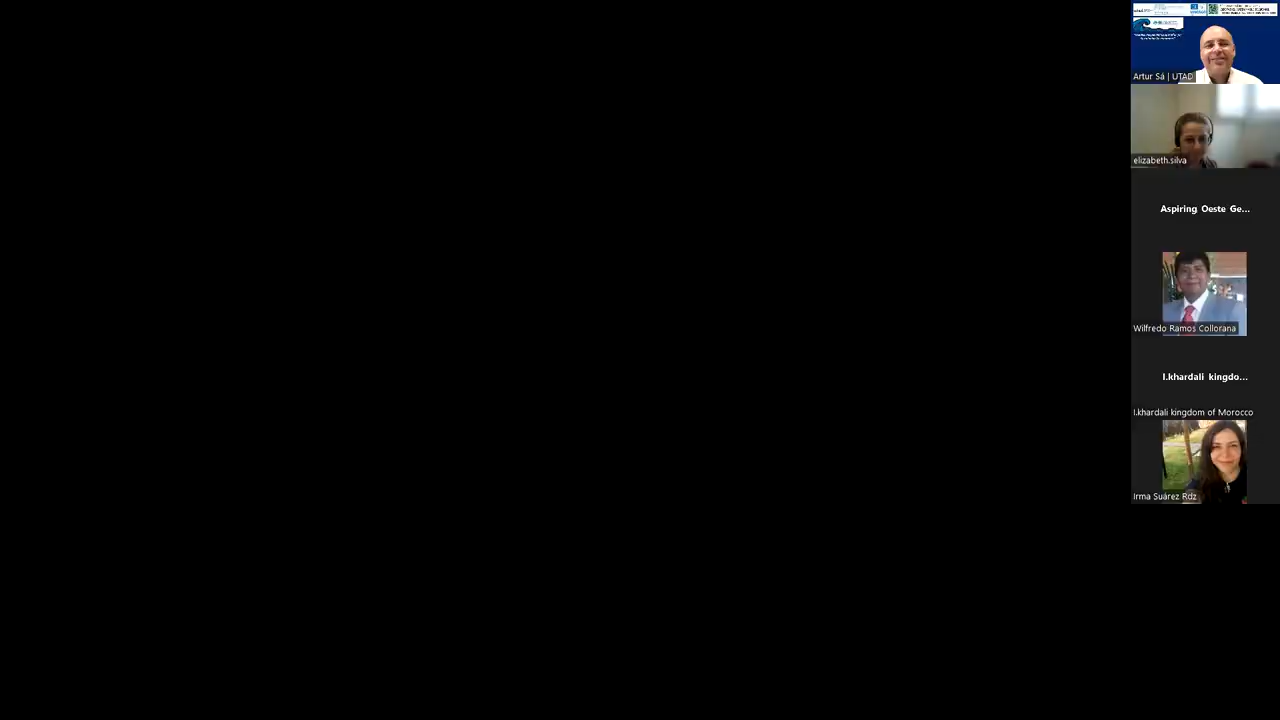 Artur Sá | UTAD
elizabeth.silva
Aspiring Oeste Ge...
Wilfredo Ramos Collorana
l.khardali kingdo...
l.khardali kingdom of Morocco
Irma Suárez Rdz